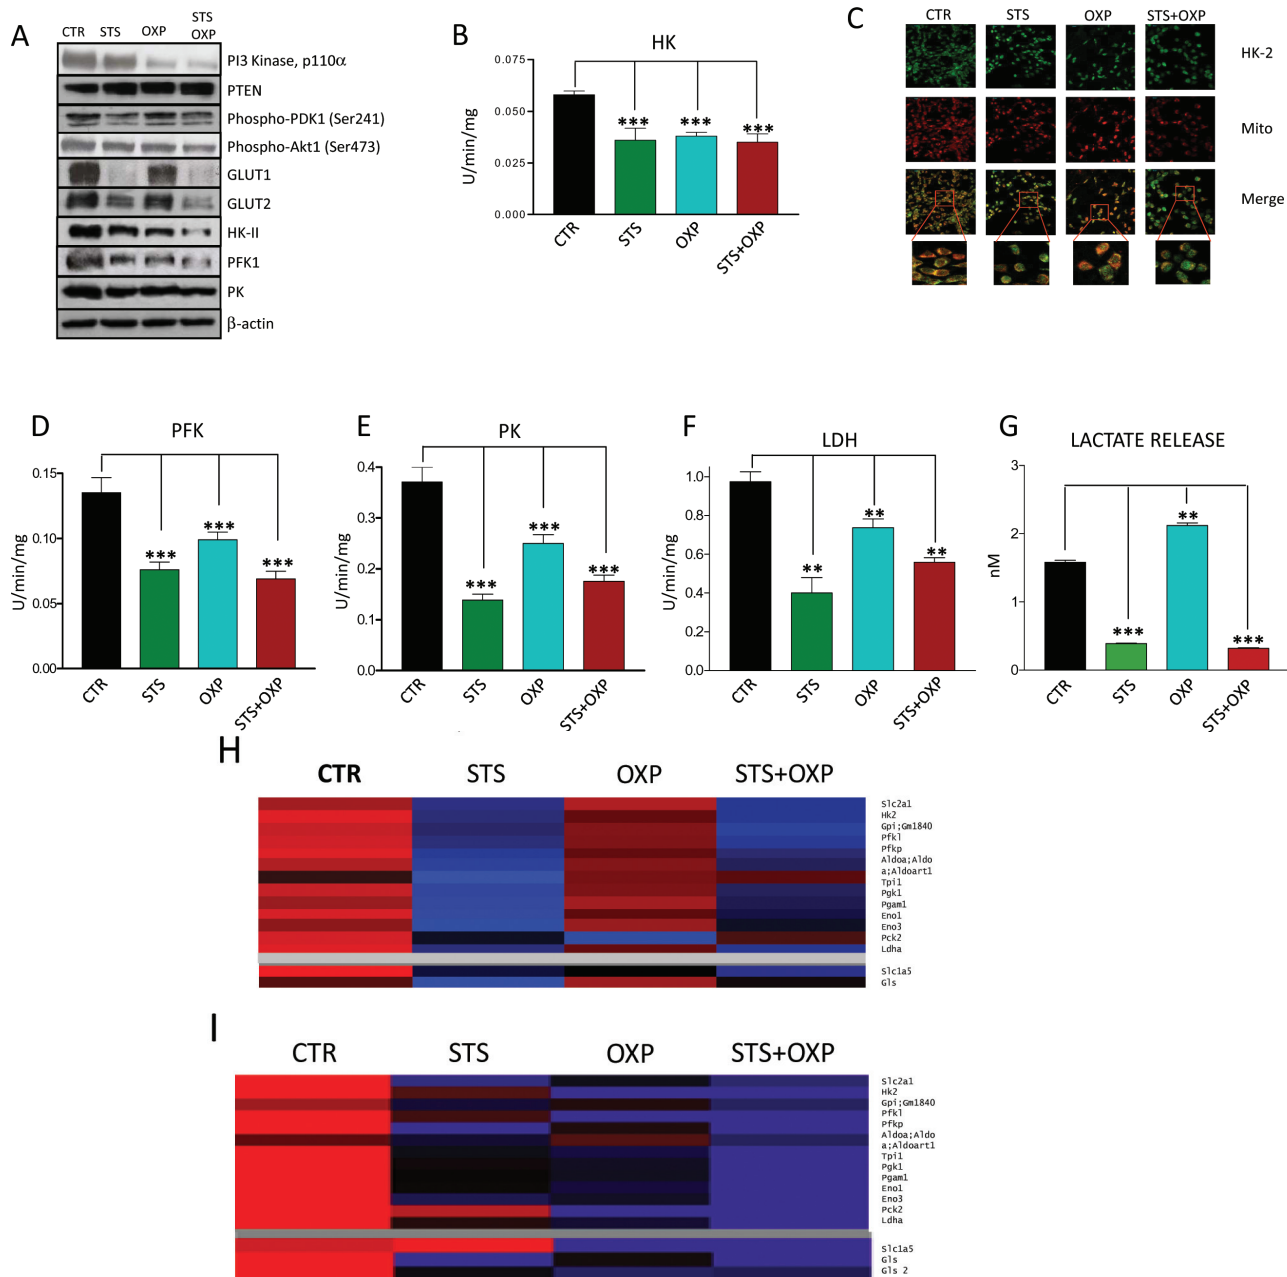 A
CTR STS OXP STS OXP
PI3 Kinase, p110α
PTEN
Phospho-PDK1 (Ser241)
Phospho-Akt1 (Ser473)
GLUT1
GLUT2
HK-II
PFK1
PK
β-actin
B
HK
U/min/mg
0.075
0.050
0.025
0.000
*** *** ***
CTR STS OXP STS+OXP
C
CTR STS OXP STS+OXP
HK-2
Mito
Merge
D
PFK
U/min/mg
0.15
0.10
0.05
0.00
*** *** ***
CTR STS OXP STS+OXP
E
PK
U/min/mg
0.4
0.3
0.2
0.1
0.0
*** *** ***
CTR STS OXP STS+OXP
F
LDH
U/min/mg
1.0
0.8
0.6
0.4
0.2
0.0
** ** **
CTR STS OXP STS+OXP
G
LACTATE RELEASE
nM
3
2
1
0
*** ** ***
CTR STS OXP STS+OXP
H
CTR STS OXP STS+OXP
Slc2a1
Hk2
Gpi;Gm1840
Pfkl
Pfkp
Aldoa;Aldo
a;Aldoart1
Tpi1
Pgk1
Pgam1
Eno1
Eno3
Pck2
Ldha
Slc1a5
Gls
I
CTR STS OXP STS+OXP
Slc2a1
Hk2
Gpi;Gm1840
Pfkl
Pfkp
Aldoa;Aldo
a;Aldoart1
Tpi1
Pgk1
Pgam1
Eno1
Eno3
Pck2
Ldha
Slc1a5
Gls
Gls 2